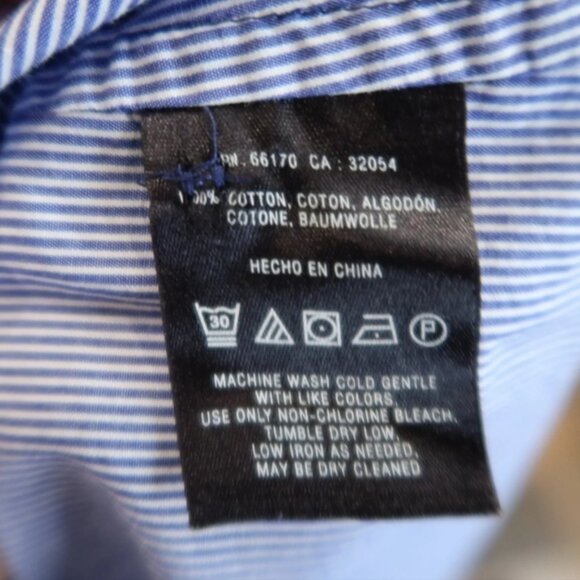 RN. 66170 CA : 32054
100% COTTON, COTON, ALGODÓN,
COTONE, BAUMWOLLE
HECHO EN CHINA
30 P
MACHINE WASH COLD GENTLE
WITH LIKE COLORS.
USE ONLY NON-CHLORINE BLEACH.
TUMBLE DRY LOW.
LOW IRON AS NEEDED.
MAY BE DRY CLEANED